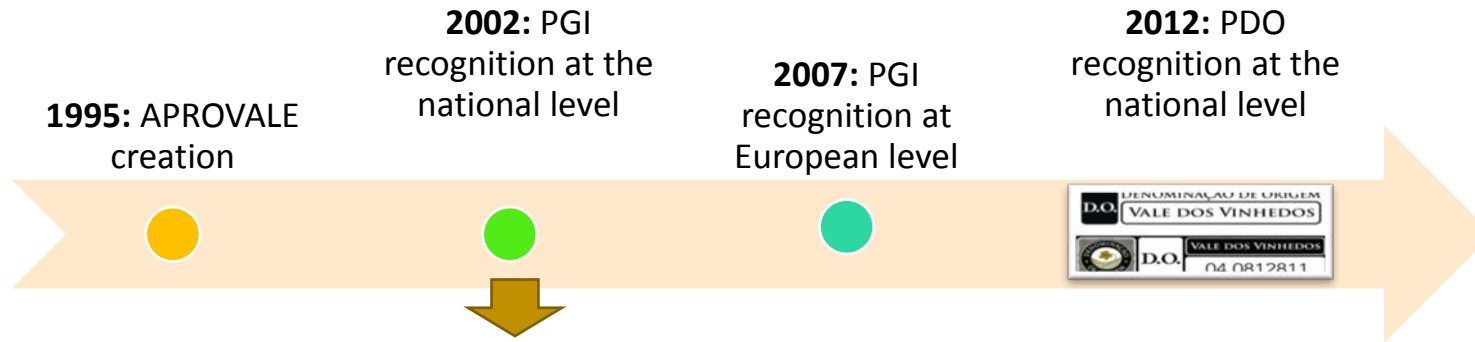 1995: APROVALE
creation
2002: PGI
recognition at the
national level
2007: PGI
recognition at
European level
2012: PDO
recognition at the
national level
DENOMINAÇÃO DE ORIGEM
D.O. VALE DOS VINHEDOS
VALE DOS VINHEDOS
D.O.
04.0812811